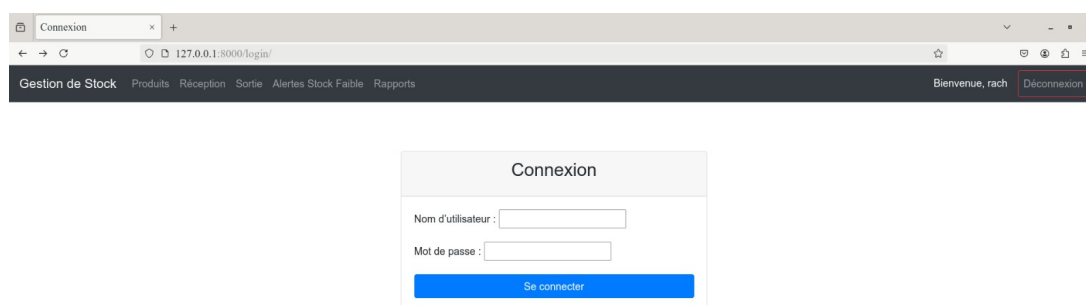 Connexion
127.0.0.1:8000/login/
Gestion de Stock Produits Réception Sortie Alertes Stock Faible Rapports Bienvenue, rach Déconnexion
Connexion
Nom d'utilisateur :
Mot de passe :
Se connecter